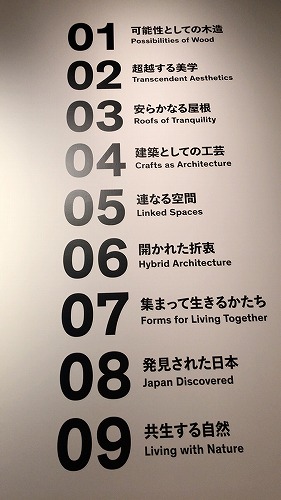 01 可能性としての木造
Possibilities of Wood
02 超越する美学
Transcendent Aesthetics
03 安らかなる屋根
Roofs of Tranquility
04 建築としての工芸
Crafts as Architecture
05 連なる空間
Linked Spaces
06 開かれた折衷
Hybrid Architecture
07 集まって生きるかたち
Forms for Living Together
08 発見された日本
Japan Discovered
09 共生する自然
Living with Nature